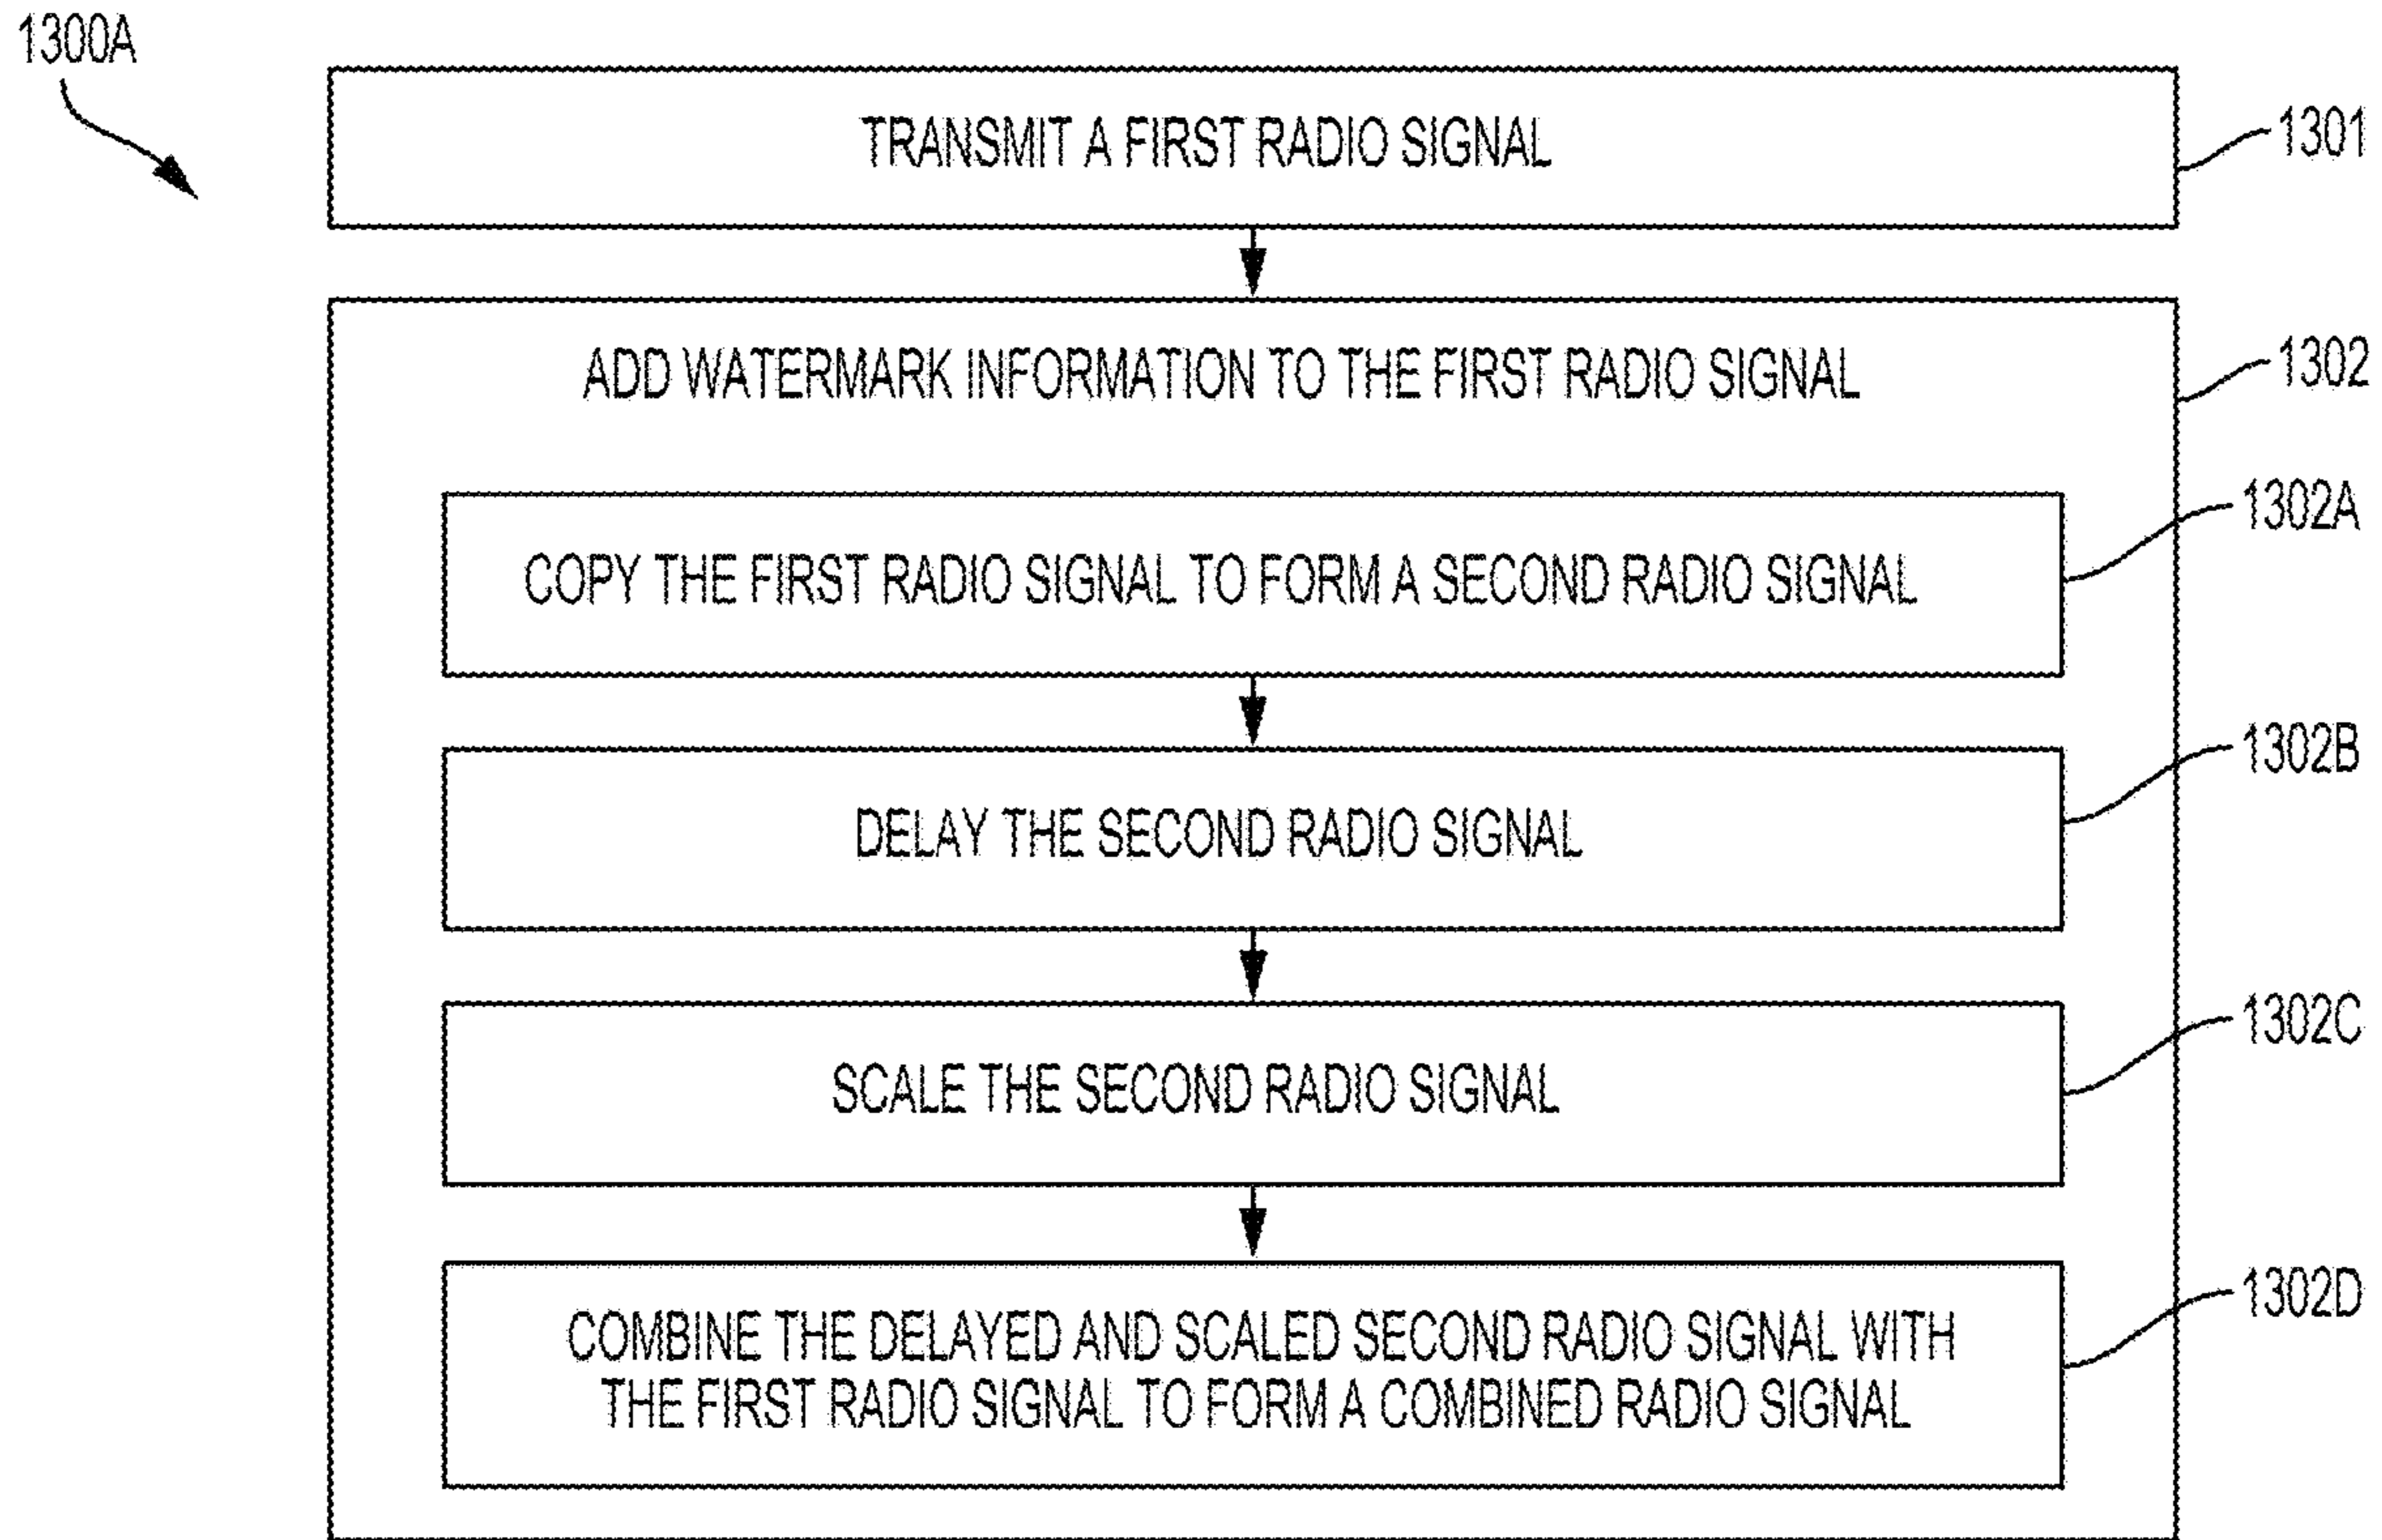 1300A
TRANSMIT A FIRST RADIO SIGNAL
1301
ADD WATERMARK INFORMATION TO THE FIRST RADIO SIGNAL
1302
COPY THE FIRST RADIO SIGNAL TO FORM A SECOND RADIO SIGNAL
1302A
DELAY THE SECOND RADIO SIGNAL
1302B
SCALE THE SECOND RADIO SIGNAL
1302C
COMBINE THE DELAYED AND SCALED SECOND RADIO SIGNAL WITH
THE FIRST RADIO SIGNAL TO FORM A COMBINED RADIO SIGNAL
1302D